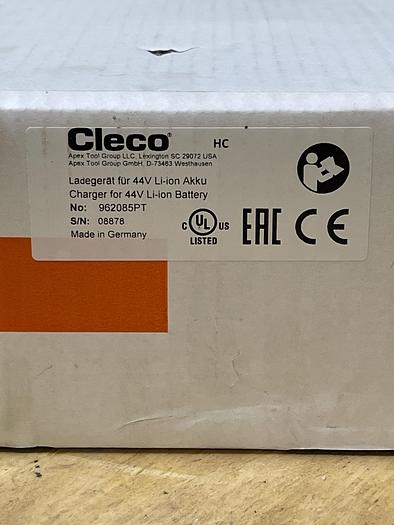 Cleco® HC
Apex Tool Group LLC, Lexington SC 29072 USA
Apex Tool Group GmbH, D-73463 Westhausen
Ladegerät für 44V Li-ion Akku
Charger for 44V Li-ion Battery
No: 962085PT
S/N: 08878
Made in Germany
C UL US
LISTED
EAC CE